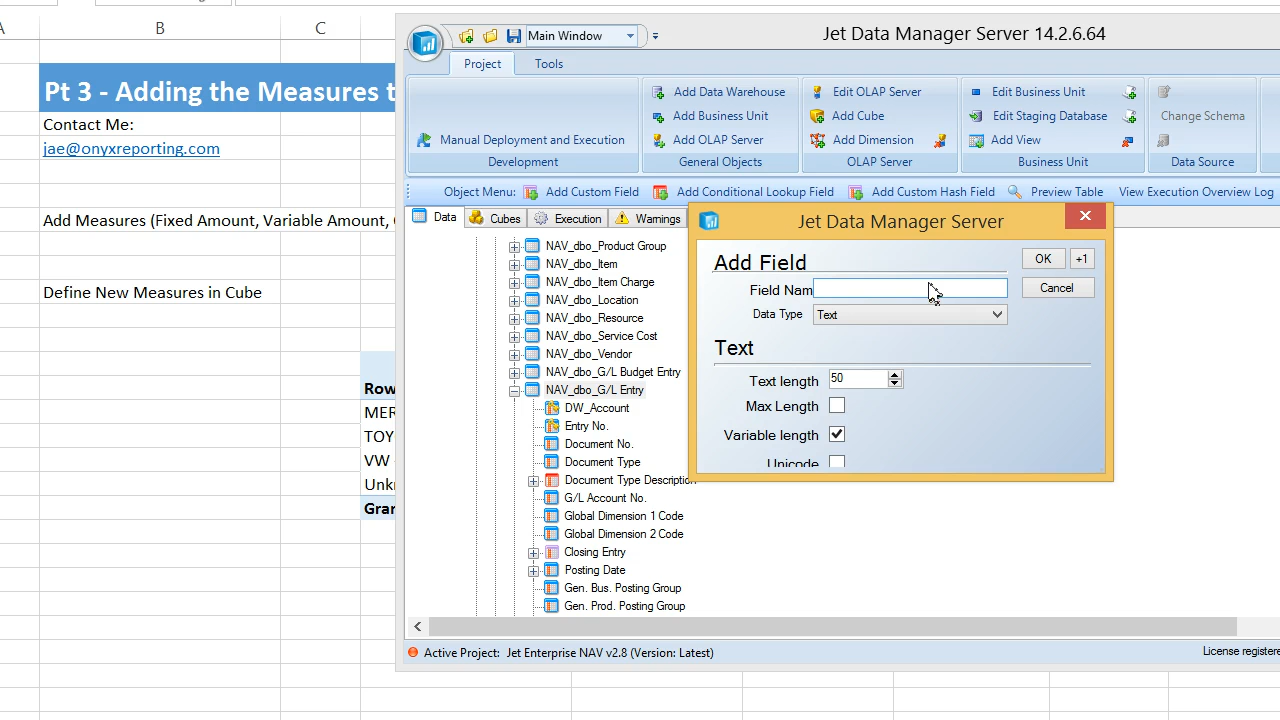 A
B
C
Pt 3 - Adding the Measures t
Contact Me:
jae@onyxreporting.com
Add Measures (Fixed Amount, Variable Amount,
Define New Measures in Cube
Row
MER
TOY
VW
Unk
Gran
Main Window
Jet Data Manager Server 14.2.6.64
Project
Tools
Manual Deployment and Execution
Development
Add Data Warehouse
Add Business Unit
Add OLAP Server
General Objects
Edit OLAP Server
Add Cube
Add Dimension
OLAP Server
Edit Business Unit
Edit Staging Database
Add View
Business Unit
Change Schema
Data Source
Object Menu:
Add Custom Field
Add Conditional Lookup Field
Add Custom Hash Field
Preview Table
View Execution Overview Log
Data
Cubes
Execution
Warnings
NAV_dbo_Product Group
NAV_dbo_Item
NAV_dbo_Item Charge
NAV_dbo_Location
NAV_dbo_Resource
NAV_dbo_Service Cost
NAV_dbo_Vendor
NAV_dbo_G/L Budget Entry
NAV_dbo_G/L Entry
DW_Account
Entry No.
Document No.
Document Type
Document Type Description
G/L Account No.
Global Dimension 1 Code
Global Dimension 2 Code
Closing Entry
Posting Date
Gen. Bus. Posting Group
Gen. Prod. Posting Group
Jet Data Manager Server
Add Field
OK
+1
Field Nam
Cancel
Data Type
Text
Text
Text length
50
Max Length
Variable length
Unicode
Active Project: Jet Enterprise NAV v2.8 (Version: Latest)
License registere